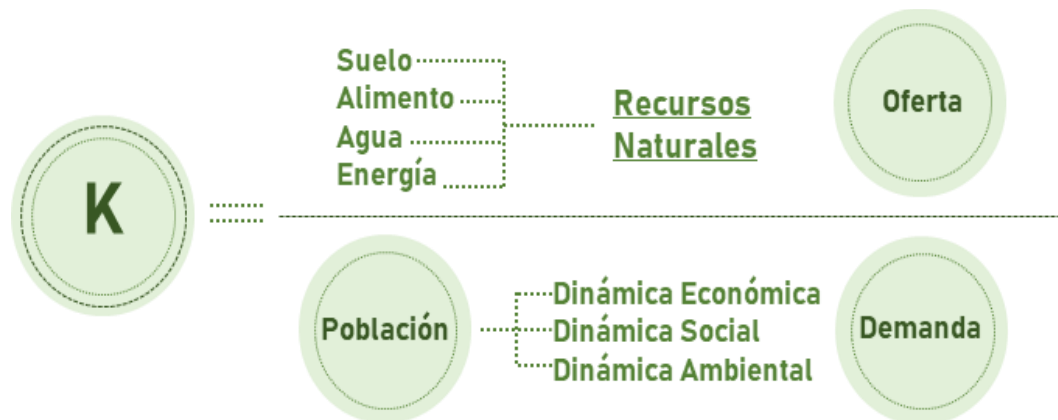 K
Suelo
Alimento
Agua
Energía
Recursos
Naturales
Oferta
Población
Dinámica Económica
Dinámica Social
Dinámica Ambiental
Demanda